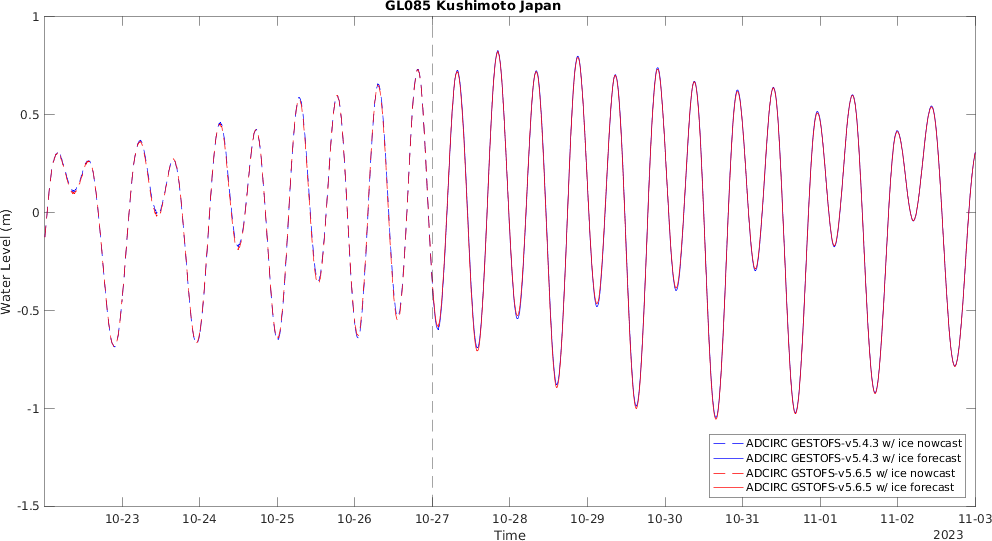 GL085 Kushimoto Japan
1
0.5
0
-0.5
-1
-1.5
Water Level (m)
ADCIRC GESTOFS-v5.4.3 w/ ice nowcast
ADCIRC GESTOFS-v5.4.3 w/ ice forecast
ADCIRC GSTOFS-v5.6.5 w/ ice nowcast
ADCIRC GSTOFS-v5.6.5 w/ ice forecast
10-23 10-24 10-25 10-26 10-27 10-28 10-29 10-30 10-31 11-01 11-02 11-03
Time
2023